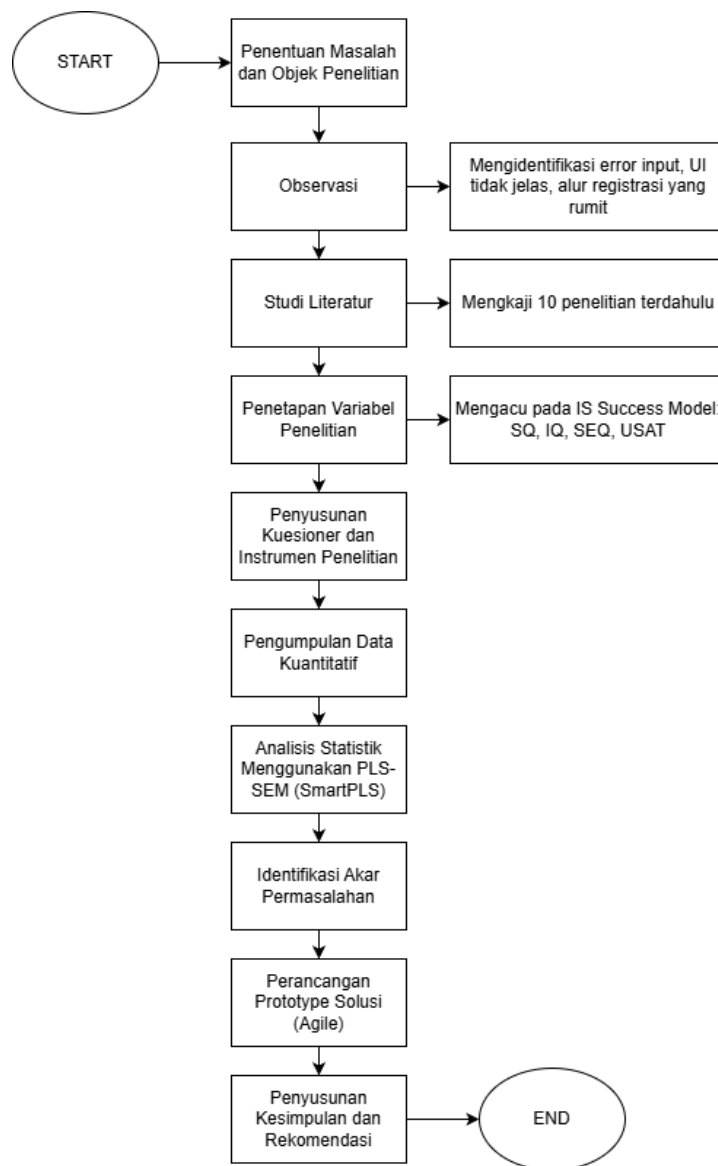 START
Penentuan Masalah
dan Objek Penelitian
Observasi
Mengidentifikasi error input, UI
tidak jelas, alur registrasi yang
rumit
Studi Literatur
Mengkaji 10 penelitian terdahulu
Penetapan Variabel
Penelitian
Mengacu pada IS Success Model:
SQ, IQ, SEQ, USAT
Penyusunan
Kuesioner dan
Instrumen Penelitian
Pengumpulan Data
Kuantitatif
Analisis Statistik
Menggunakan PLS-
SEM (SmartPLS)
Identifikasi Akar
Permasalahan
Perancangan
Prototype Solusi
(Agile)
Penyusunan
Kesimpulan dan
Rekomendasi
END